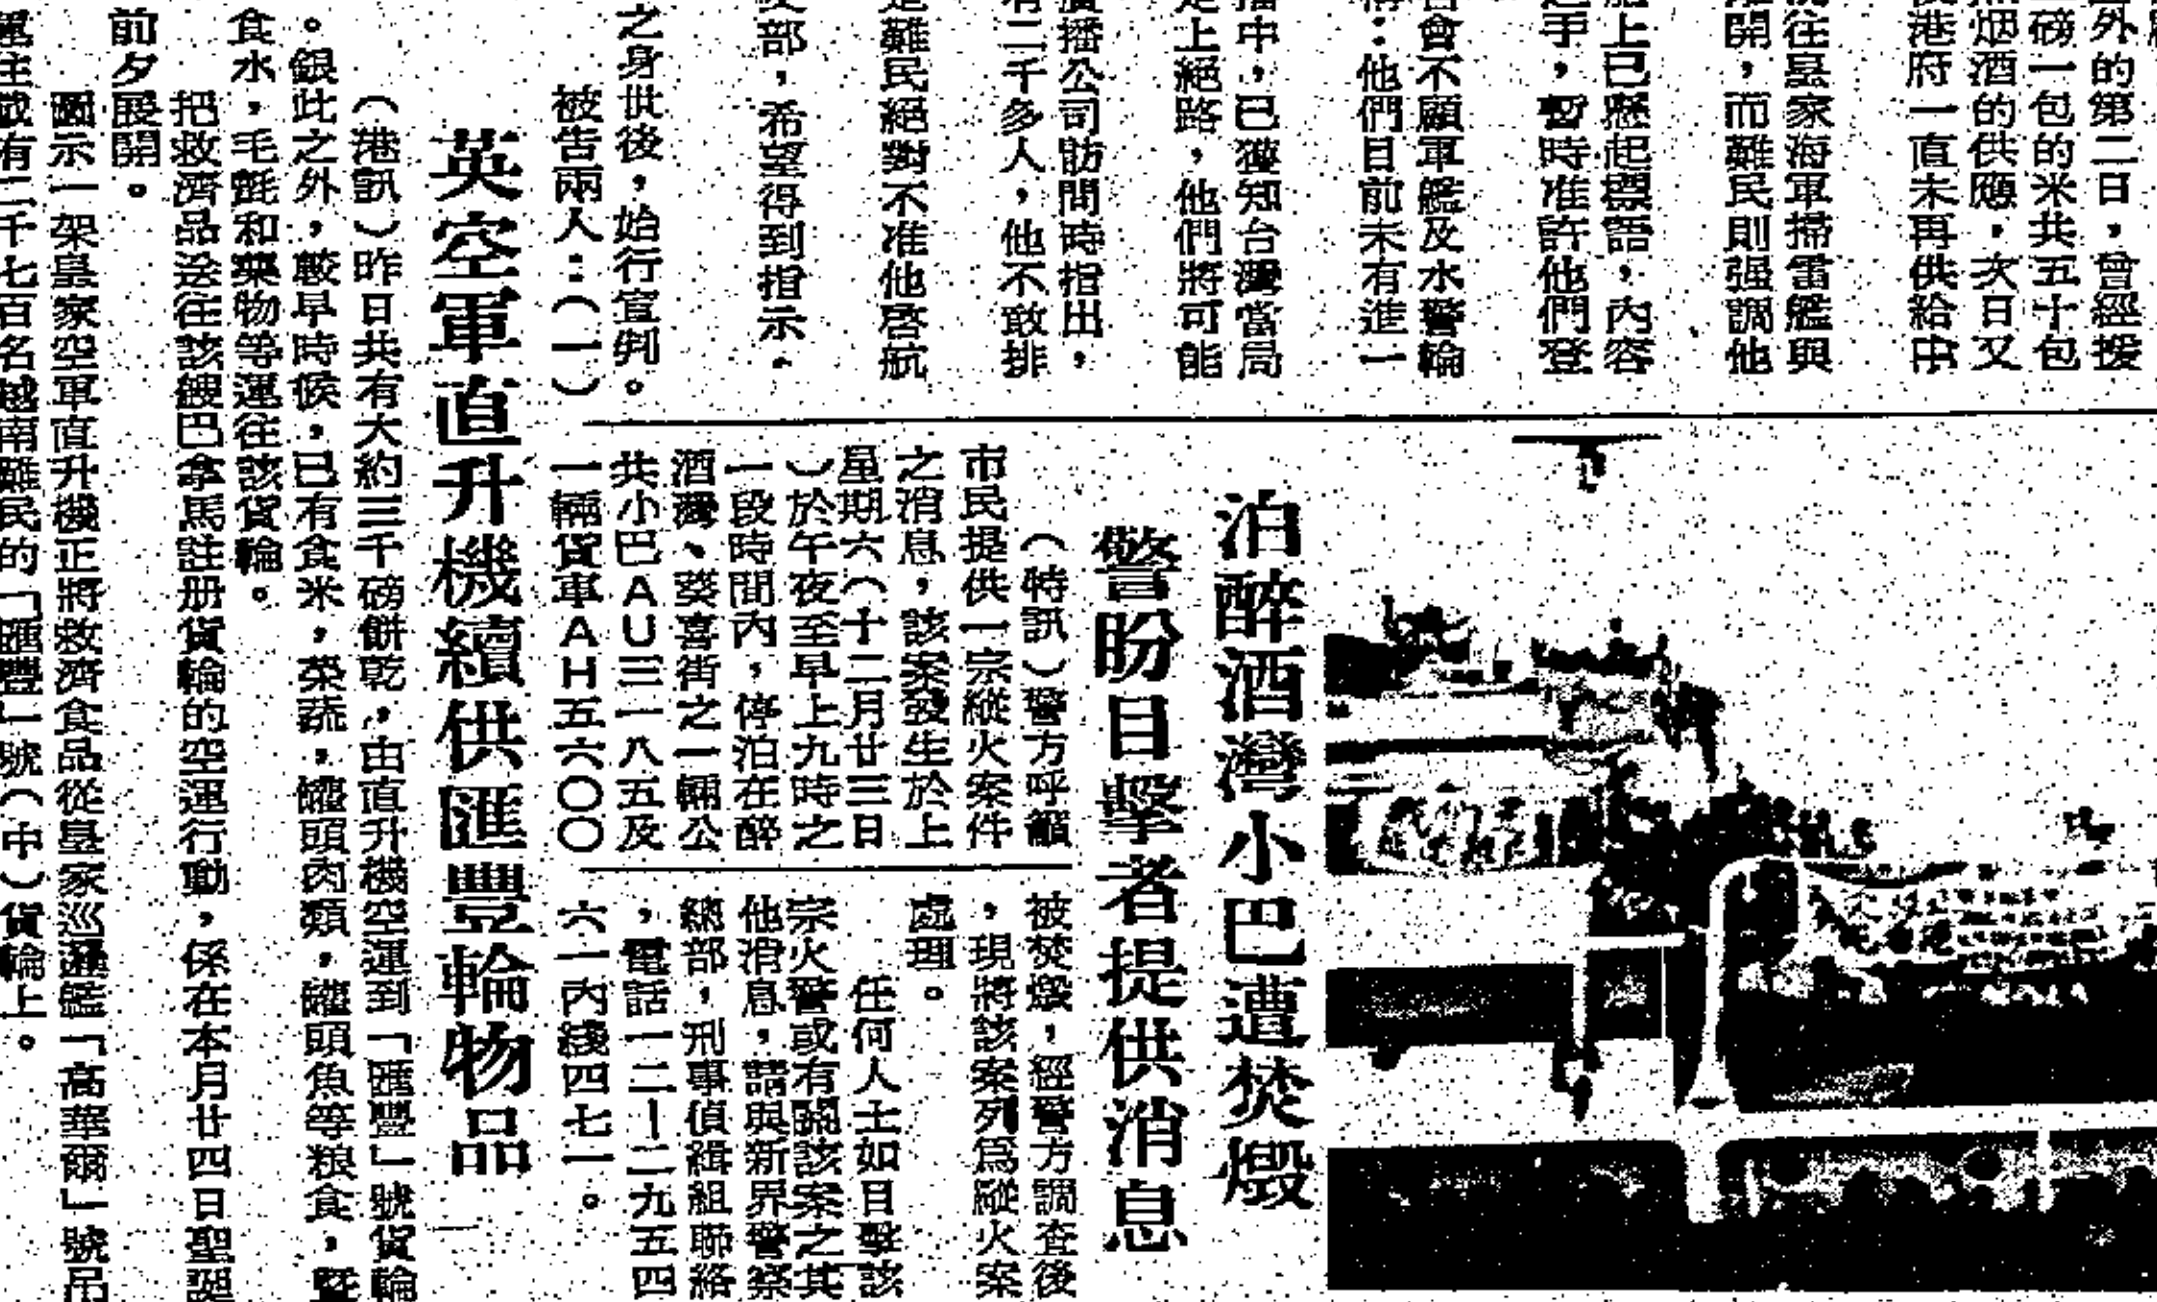 外的第二日，曾經援
磅一包的米共五十包
烟酒的供應，次日又
港府一直未再供給中
往皇家海軍掃雷艦與
開，而難民則强調他
上已懸起標語，內容
手，暫時准許他們登
會不顧軍艦及水警輪
：他們目前未有進一
播中，已獲知台灣當局
上絕路，他們將可能
廣播公司訪問時指出，
有二千多人，他不敢排
難民絕對不准他啓航
部，希望得到指示。
之身世後，始行宣判。
被告兩人：（一）
泊醉酒灣小巴遭焚燬
警盼目擊者提供消息
（特訊）警方呼籲
市民提供一宗縱火案件
之消息，該案發生於上
星期六（十二月廿三日
）於午夜至早上九時之
一段時間內，停泊在醉
酒灣、葵喜街之一輛公
共小巴AU三一八五及
一輛貨車AH五六〇〇
被焚燬，經警方調查後
，現將該案列爲縱火案
處理。
任何人士如目擊該
宗火警或有關該案之其
他消息，請與新界警察
總部，刑事偵緝組聯絡
，電話一二－二九五四
六一內綫四七一。
英空軍直升機續供匯豐輪物品
（港訊）昨日共有大約三千磅餅乾，由直升機空運到「匯豐」號貨輪
。銀此之外，較早時候，已有食米，菜蔬，罐頭肉類，罐頭魚等粮食，暨
食水，毛氈和藥物等運往該貨輪。
把救濟品送往該艘巴拿馬註册貨輪的空運行動，係在本月廿四日聖誕
前夕展開。
圖示一架皇家空軍直升機正將救濟食品從皇家巡邏艦「高華爾」號吊
運往載有二千七百名越南難民的「匯豐」號（中）貨輪上。